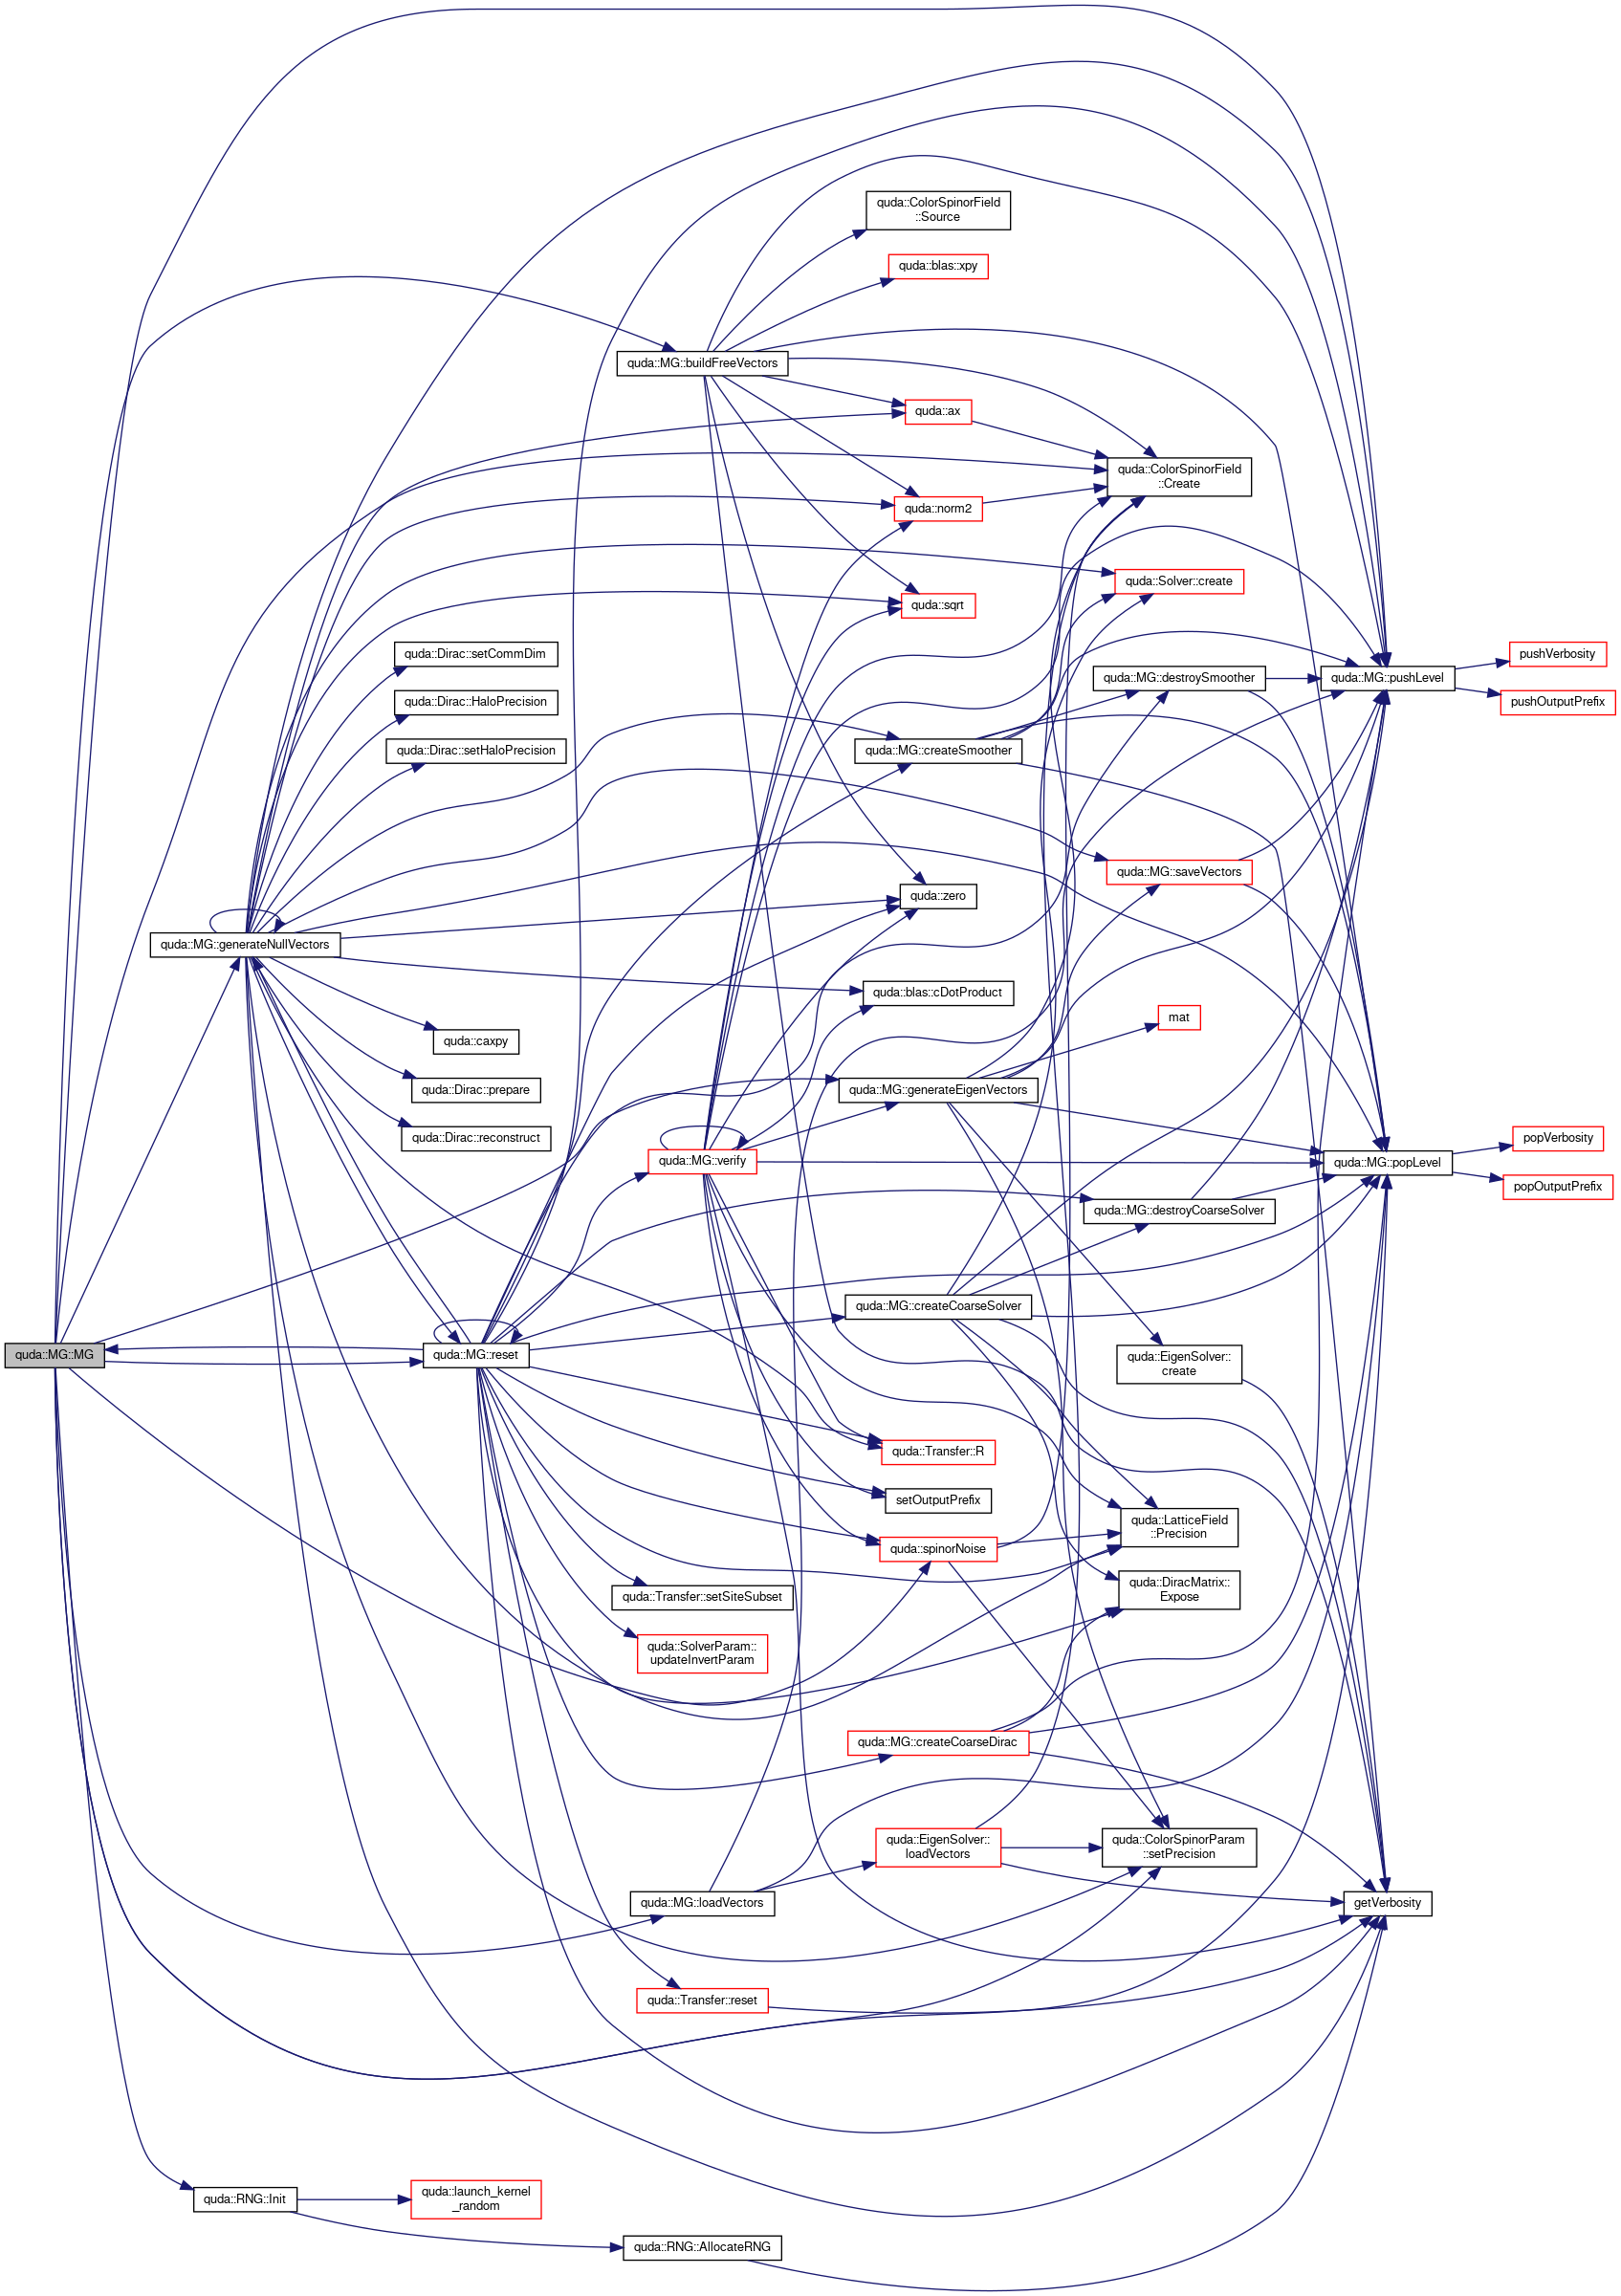 quda::ColorSpinorField
::Source
quda::blas::xpy
quda::MG::buildFreeVectors
quda::ax
quda::ColorSpinorField
::Create
quda::norm2
quda::Solver::create
quda::sqrt
quda::Dirac::setCommDim
pushVerbosity
quda::MG::destroySmoother
quda::MG::pushLevel
quda::Dirac::HaloPrecision
pushOutputPrefix
quda::Dirac::setHaloPrecision
quda::MG::createSmoother
quda::MG::saveVectors
quda::zero
quda::MG::generateNullVectors
quda::blas::cDotProduct
mat
quda::caxpy
quda::Dirac::prepare
quda::MG::generateEigenVectors
quda::Dirac::reconstruct
popVerbosity
quda::MG::verify
quda::MG::popLevel
popOutputPrefix
quda::MG::destroyCoarseSolver
quda::MG::createCoarseSolver
quda::MG::MG
quda::MG::reset
quda::EigenSolver::
create
quda::Transfer::R
setOutputPrefix
quda::LatticeField
::Precision
quda::spinorNoise
quda::DiracMatrix::
Expose
quda::Transfer::setSiteSubset
quda::SolverParam::
updateInvertParam
quda::MG::createCoarseDirac
quda::EigenSolver::
loadVectors
quda::ColorSpinorParam
::setPrecision
quda::MG::loadVectors
getVerbosity
quda::Transfer::reset
quda::RNG::Init
quda::launch_kernel
_random
quda::RNG::AllocateRNG